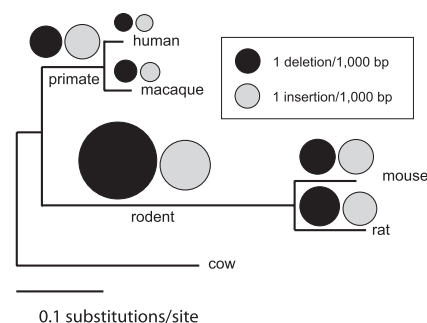 human
primate
macaque
1 deletion/1,000 bp
1 insertion/1,000 bp
mouse
rodent
rat
cow
0.1 substitutions/site